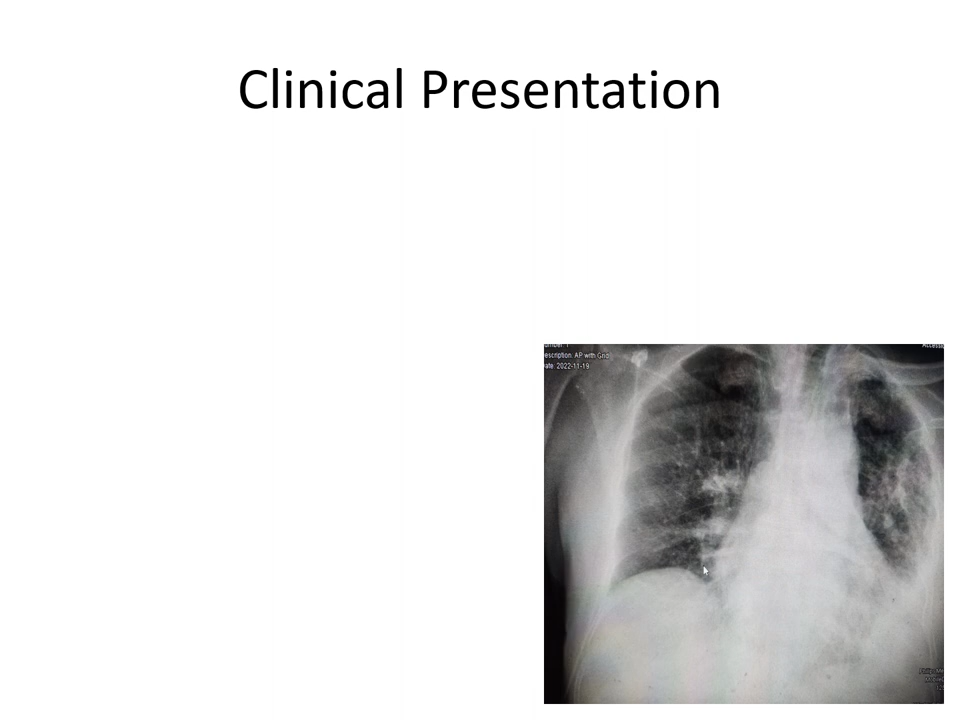 Clinical Presentation
escription: AP with Grid
ate: 2022-11-19